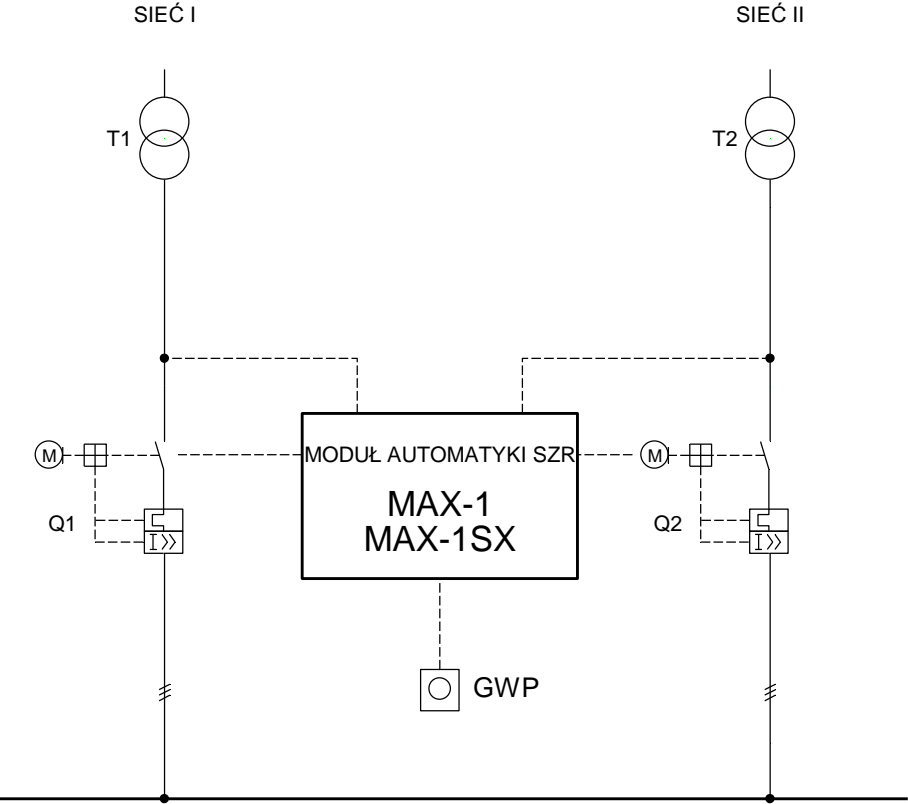 SIEĆ I
SIEĆ II
T1
T2
M
MODUŁ AUTOMATYKI SZR
M
MAX-1
MAX-1SX
Q1
I >>
Q2
I >>
GWP